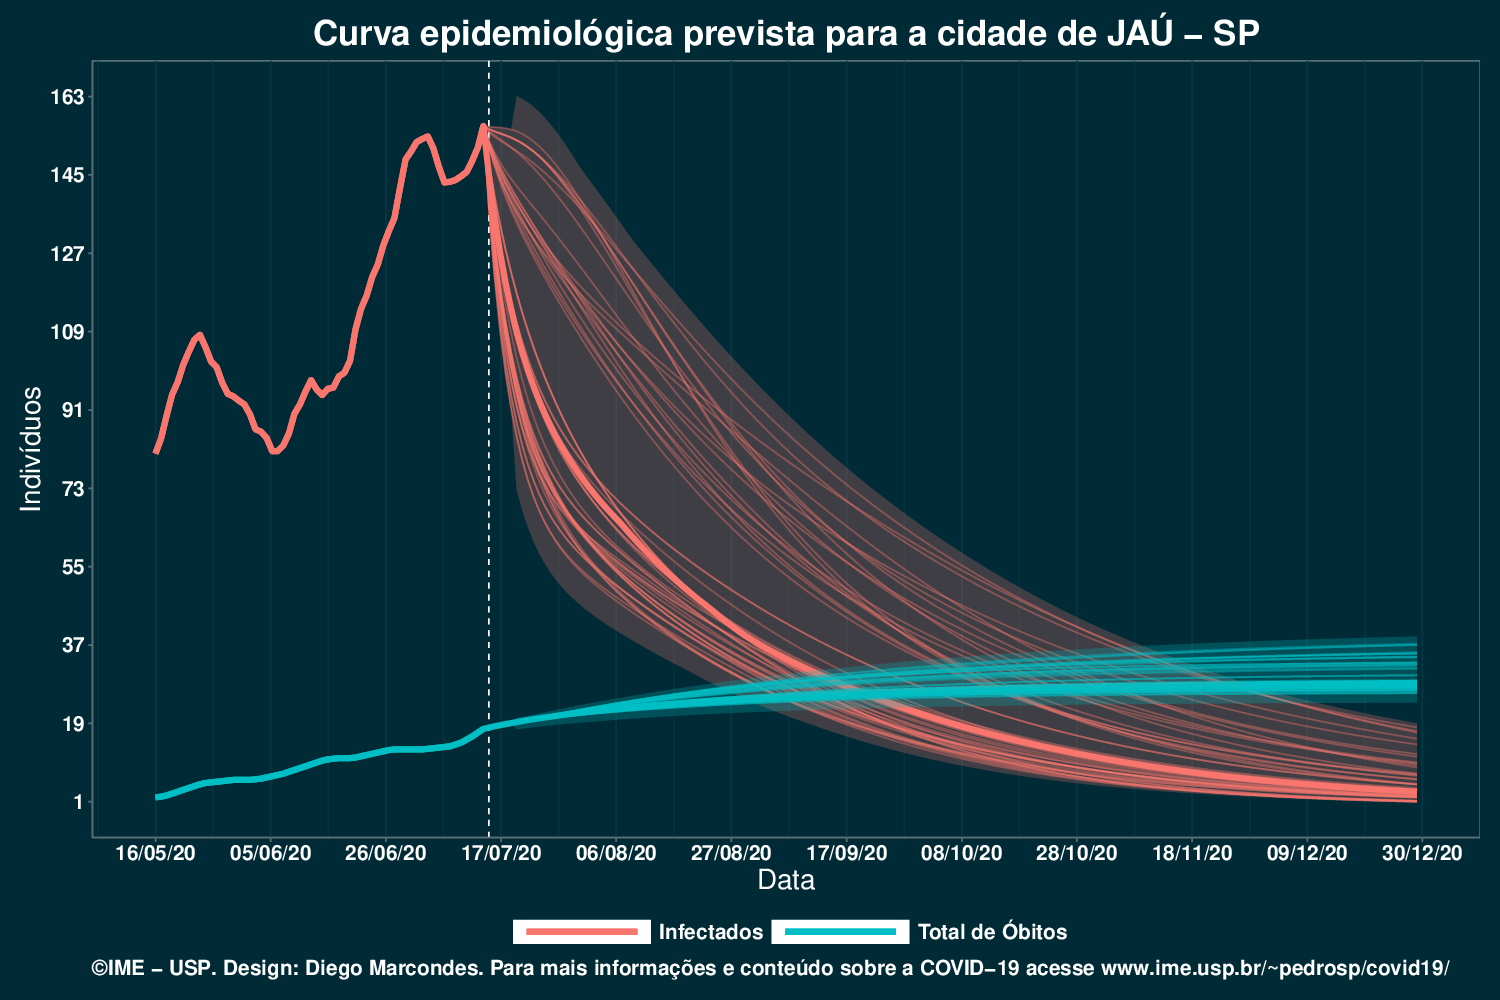 Curva epidemiológica prevista para a cidade de JAÚ – SP
Indivíduos
163
145
127
109
91
73
55
37
19
1
16/05/20 05/06/20 26/06/20 17/07/20 06/08/20 27/08/20 17/09/20 08/10/20 28/10/20 18/11/20 09/12/20 30/12/20
Data
Infectados Total de Óbitos
©IME – USP. Design: Diego Marcondes. Para mais informações e conteúdo sobre a COVID–19 acesse www.ime.usp.br/~pedrosp/covid19/